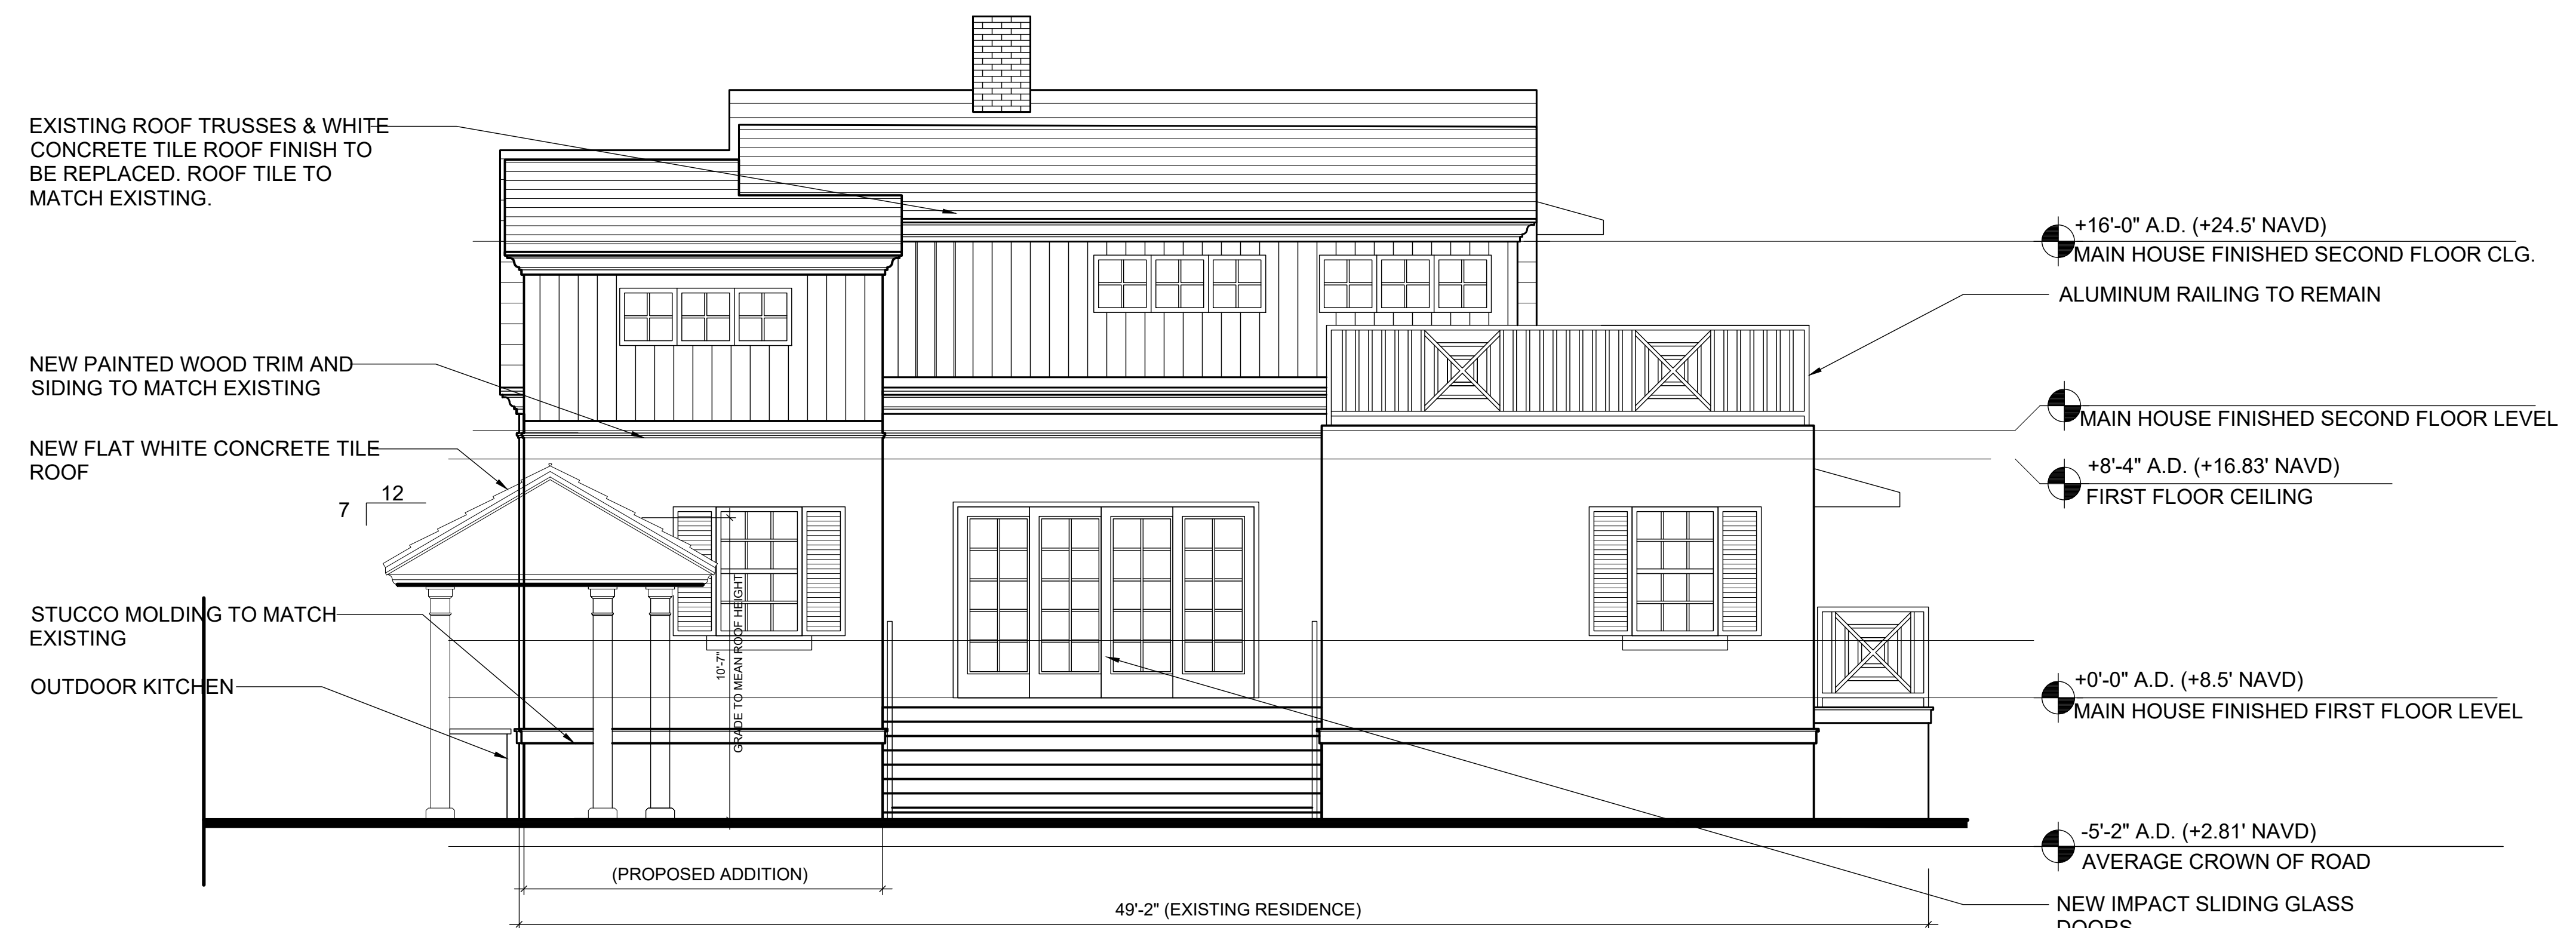 EXISTING ROOF TRUSSES & WHITE
CONCRETE TILE ROOF FINISH TO
BE REPLACED. ROOF TILE TO
MATCH EXISTING.
NEW PAINTED WOOD TRIM AND
SIDING TO MATCH EXISTING
NEW FLAT WHITE CONCRETE TILE
ROOF
12
7
STUCCO MOLDING TO MATCH
EXISTING
OUTDOOR KITCHEN
10'-7"
GRADE TO MEAN ROOF HEIGHT
(PROPOSED ADDITION)
49'-2" (EXISTING RESIDENCE)
+16'-0" A.D. (+24.5' NAVD)
MAIN HOUSE FINISHED SECOND FLOOR CLG.
ALUMINUM RAILING TO REMAIN
MAIN HOUSE FINISHED SECOND FLOOR LEVEL
+8'-4" A.D. (+16.83' NAVD)
FIRST FLOOR CEILING
+0'-0" A.D. (+8.5' NAVD)
MAIN HOUSE FINISHED FIRST FLOOR LEVEL
-5'-2" A.D. (+2.81' NAVD)
AVERAGE CROWN OF ROAD
NEW IMPACT SLIDING GLASS
DOORS